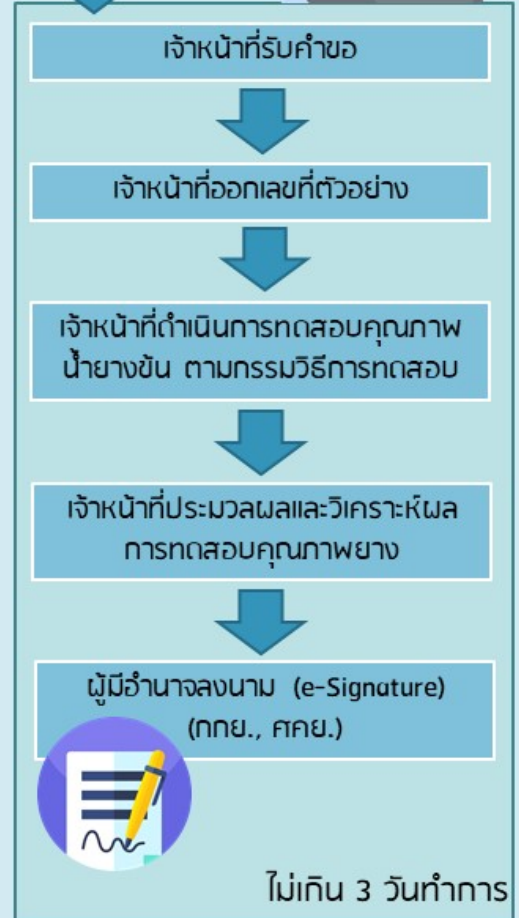 เจ้าหน้าที่รับคำขอ
เจ้าหน้าที่ออกเลขที่ตัวอย่าง
เจ้าหน้าที่ดำเนินการทดสอบคุณภาพ
น้ำยางข้น ตามกรรมวิธีการทดสอบ
เจ้าหน้าที่ประมวลผลและวิเคราะห์ผล
การทดสอบคุณภาพยาง
ผู้มีอำนาจลงนาม (e-Signature)
(กกย., ศคย.)
ไม่เกิน 3 วันทำการ